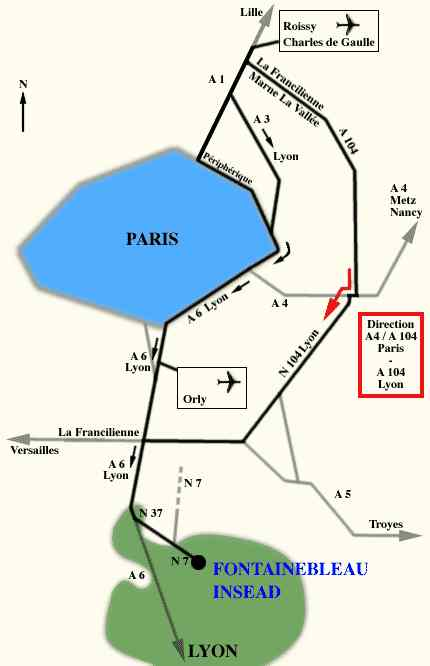 Lille
Roissy
Charles de Gaulle
La Francilienne
Marne La Vallée
A 1
N
A 3
Lyon
A 104
Périphérique
A 4
Metz
Nancy
PARIS
A 6 Lyon
A 4
Direction
A4 / A 104
Paris
-
A 104
Lyon
N 104 Lyon
A 6
Lyon
Orly
La Francilienne
Versailles
A 6
Lyon
N 7
A 5
N 37
Troyes
N 7
FONTAINEBLEAU
INSEAD
A 6
LYON